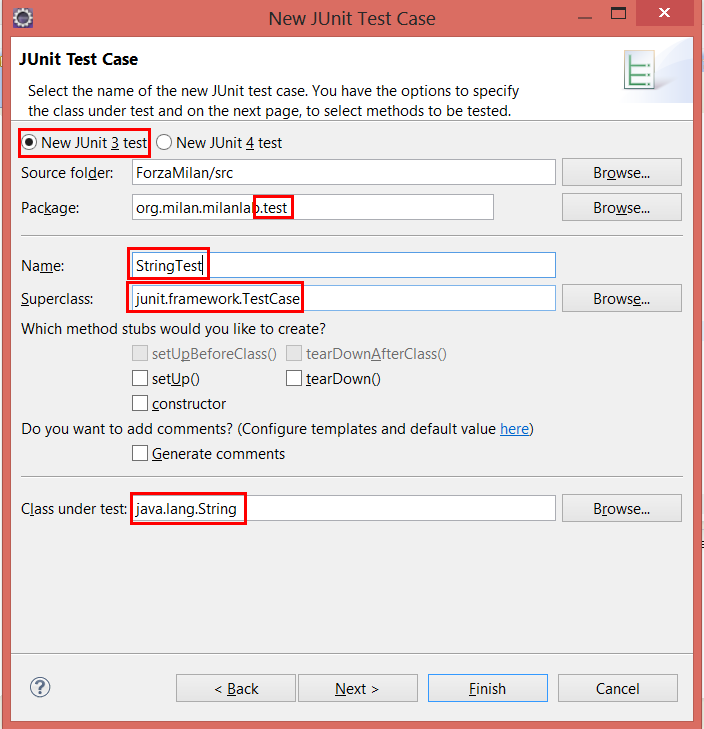 New JUnit Test Case
JUnit Test Case
Select the name of the new JUnit test case. You have the options to specify
the class under test and on the next page, to select methods to be tested.
New JUnit 3 test New JUnit 4 test
Source folder: ForzaMilan/src Browse...
Package: org.milan.milanlab.test Browse...
Name: StringTest
Superclass: junit.framework.TestCase Browse...
Which method stubs would you like to create?
setUpBeforeClass() tearDownAfterClass()
setUp() tearDown()
constructor
Do you want to add comments? (Configure templates and default value here)
Generate comments
Class under test: java.lang.String Browse...
? < Back Next > Finish Cancel